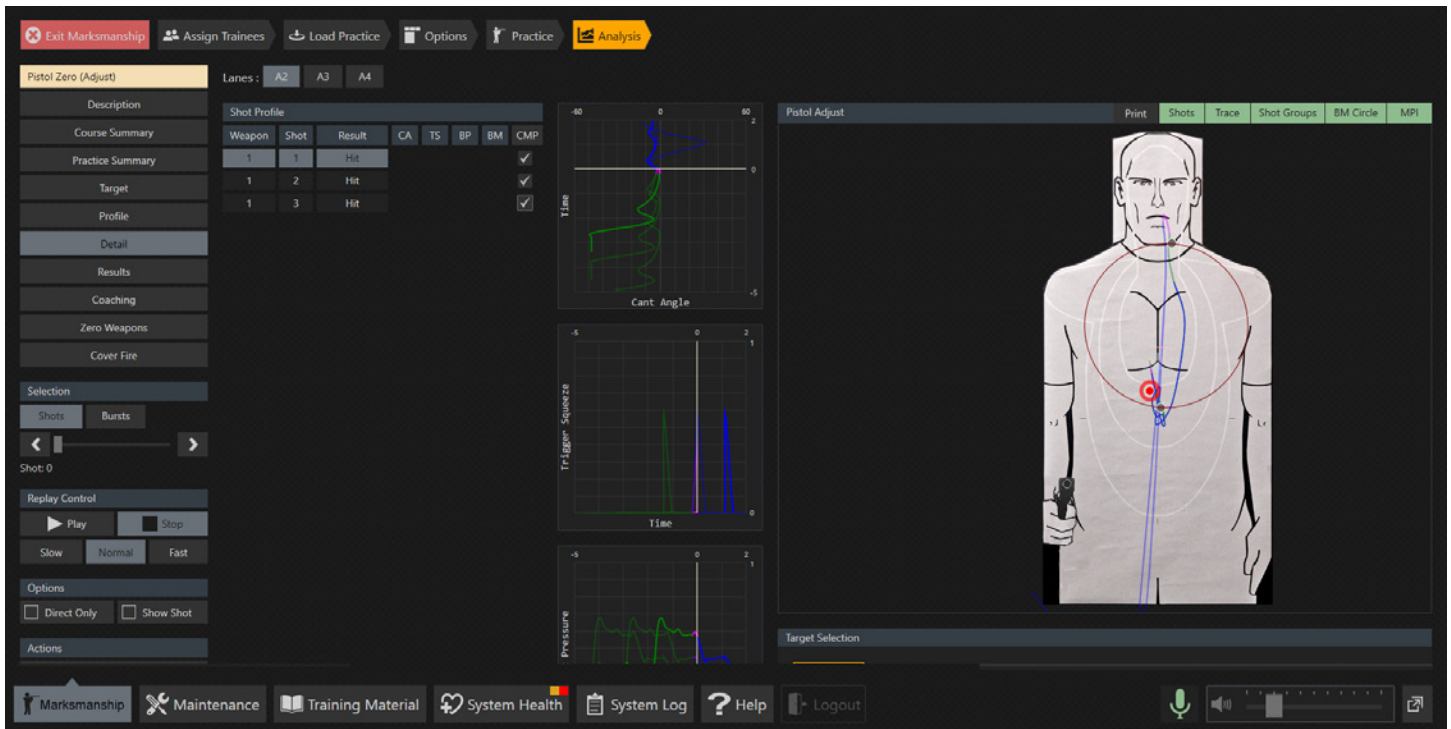 Exit Marksmanship
Assign Trainees
Load Practice
Options
Practice
Analysis
Pistol Zero (Adjust)
Description
Course Summary
Practice Summary
Target
Profile
Detail
Results
Coaching
Zero Weapons
Cover Fire
Selection
Shots Bursts
Shot: 0
Replay Control
Play Stop
Slow Normal Fast
Options
Direct Only Show Shot
Actions
Lanes : A2 A3 A4
Shot Profile
Weapon Shot Result CA TS BP BM CMP
1 1 Hit
1 2 Hit
1 3 Hit
-60 0 60
2
0
-5
Time
Cant Angle
-5 0 2
1
0
Trigger Squeeze
Time
-5 0 2
1
Pressure
Pistol Adjust
Print Shots Trace Shot Groups BM Circle MPI
Target Selection
Marksmanship
Maintenance
Training Material
System Health
System Log
Help
Logout